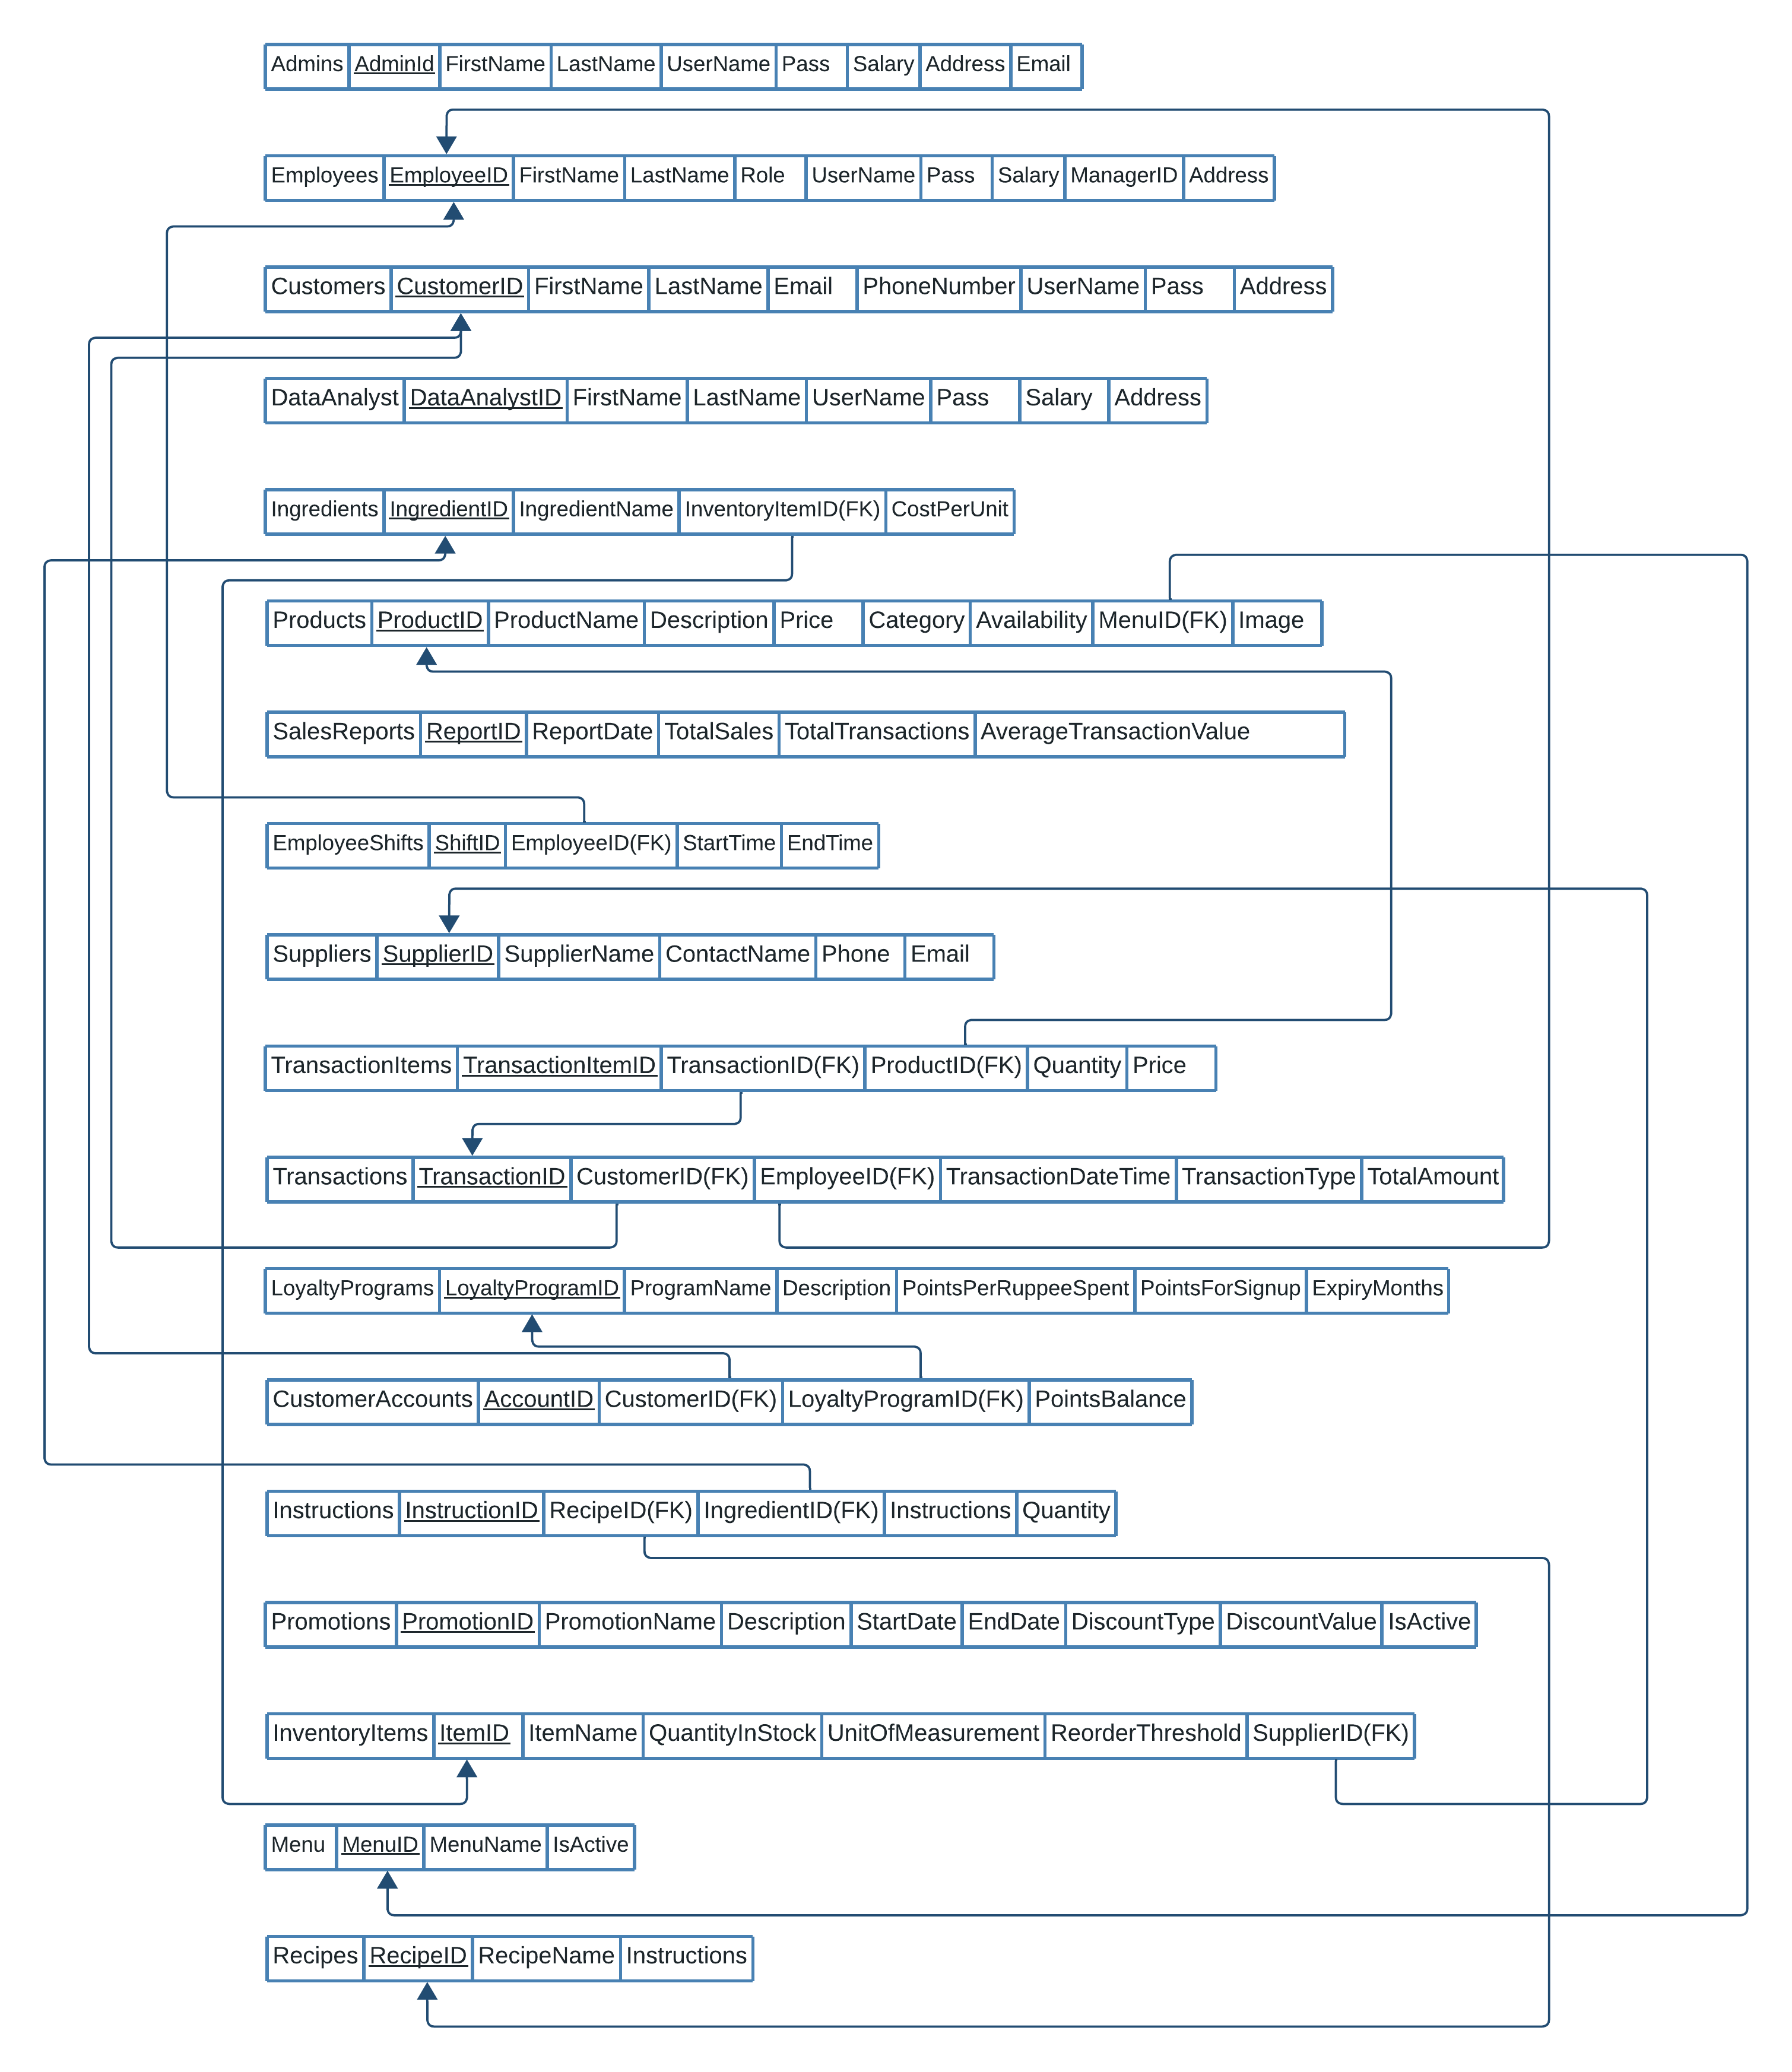 Admins AdminId FirstName LastName UserName Pass Salary Address Email
Employees EmployeeID FirstName LastName Role UserName Pass Salary ManagerID Address
Customers CustomerID FirstName LastName Email PhoneNumber UserName Pass Address
DataAnalyst DataAnalystID FirstName LastName UserName Pass Salary Address
Ingredients IngredientID IngredientName InventoryItemID(FK) CostPerUnit
Products ProductID ProductName Description Price Category Availability MenuID(FK) Image
SalesReports ReportID ReportDate TotalSales TotalTransactions AverageTransactionValue
EmployeeShifts ShiftID EmployeeID(FK) StartTime EndTime
Suppliers SupplierID SupplierName ContactName Phone Email
TransactionItems TransactionItemID TransactionID(FK) ProductID(FK) Quantity Price
Transactions TransactionID CustomerID(FK) EmployeeID(FK) TransactionDateTime TransactionType TotalAmount
LoyaltyPrograms LoyaltyProgramID ProgramName Description PointsPerRuppeeSpent PointsForSignup ExpiryMonths
CustomerAccounts AccountID CustomerID(FK) LoyaltyProgramID(FK) PointsBalance
Instructions InstructionID RecipeID(FK) IngredientID(FK) Instructions Quantity
Promotions PromotionID PromotionName Description StartDate EndDate DiscountType DiscountValue IsActive
InventoryItems ItemID ItemName QuantityInStock UnitOfMeasurement ReorderThreshold SupplierID(FK)
Menu MenuID MenuName IsActive
Recipes RecipeID RecipeName Instructions